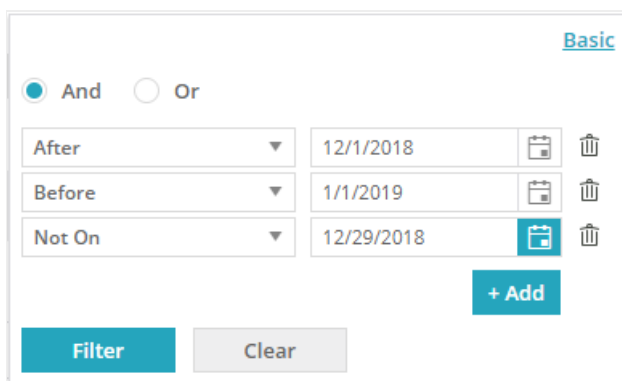 Basic
And Or
After 12/1/2018
Before 1/1/2019
Not On 12/29/2018
+ Add
Filter Clear